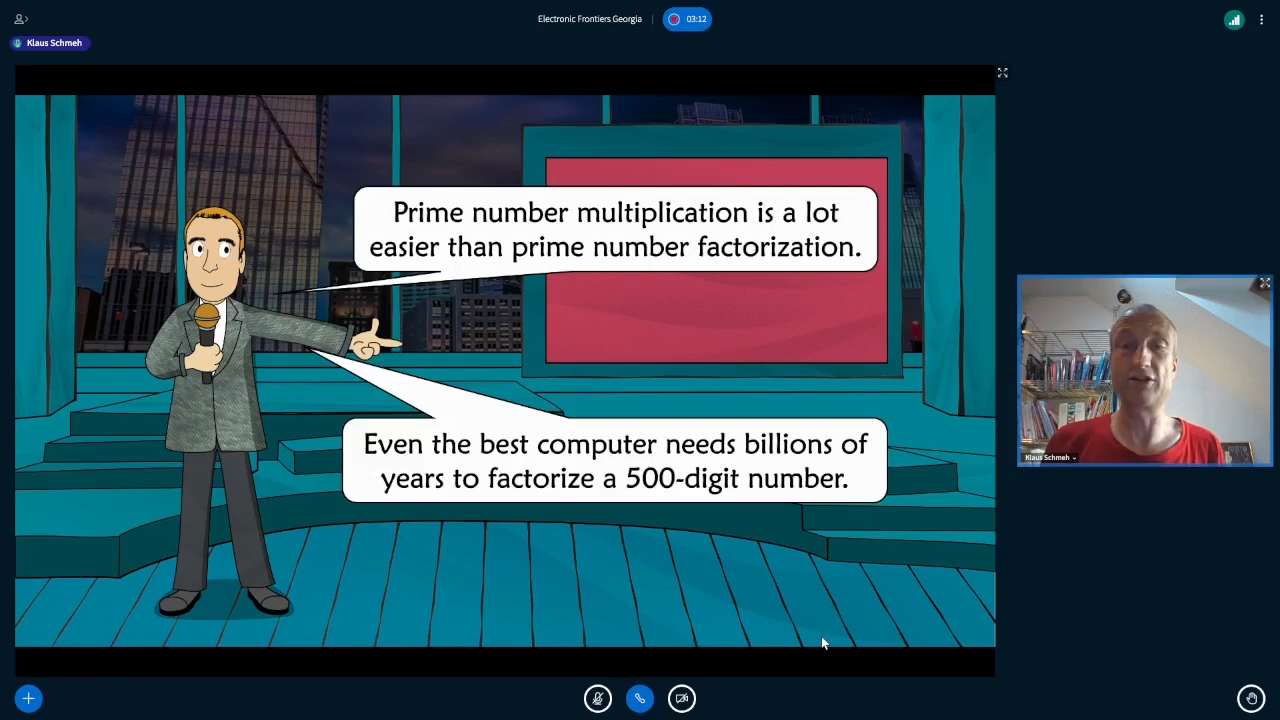 Electronic Frontiers Georgia
03:12
Klaus Schmeh
Prime number multiplication is a lot
easier than prime number factorization.
Even the best computer needs billions of
years to factorize a 500-digit number.
Klaus Schmeh